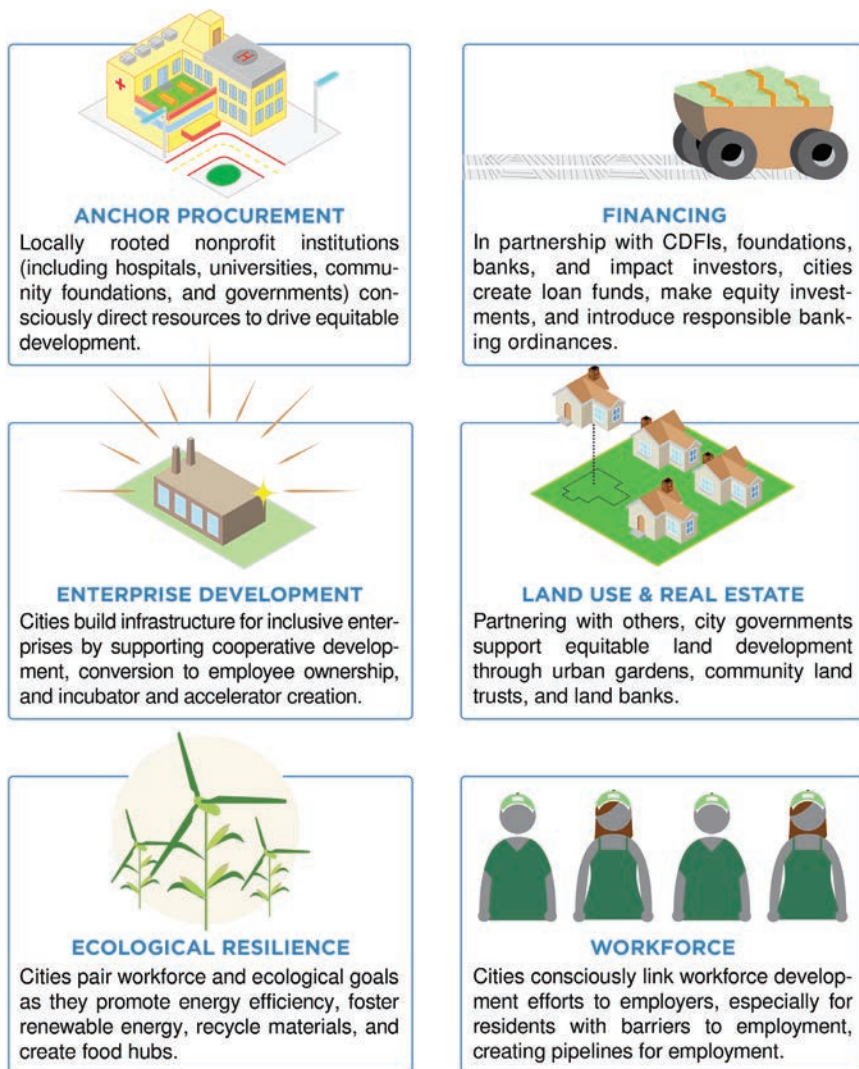 ANCHOR PROCUREMENT
Locally rooted nonprofit institutions
(including hospitals, universities, commu-
nity foundations, and governments) con-
sciously direct resources to drive equitable
development.
FINANCING
In partnership with CDFIs, foundations,
banks, and impact investors, cities
create loan funds, make equity invest-
ments, and introduce responsible bank-
ing ordinances.
ENTERPRISE DEVELOPMENT
Cities build infrastructure for inclusive enter-
prises by supporting cooperative develop-
ment, conversion to employee ownership,
and incubator and accelerator creation.
LAND USE & REAL ESTATE
Partnering with others, city governments
support equitable land development
through urban gardens, community land
trusts, and land banks.
ECOLOGICAL RESILIENCE
Cities pair workforce and ecological goals
as they promote energy efficiency, foster
renewable energy, recycle materials, and
create food hubs.
WORKFORCE
Cities consciously link workforce develop-
ment efforts to employers, especially for
residents with barriers to employment,
creating pipelines for employment.